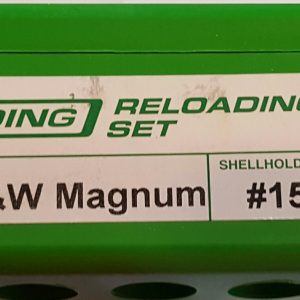 DING RELOADING
SET
&W Magnum
SHELLHOLD
#15